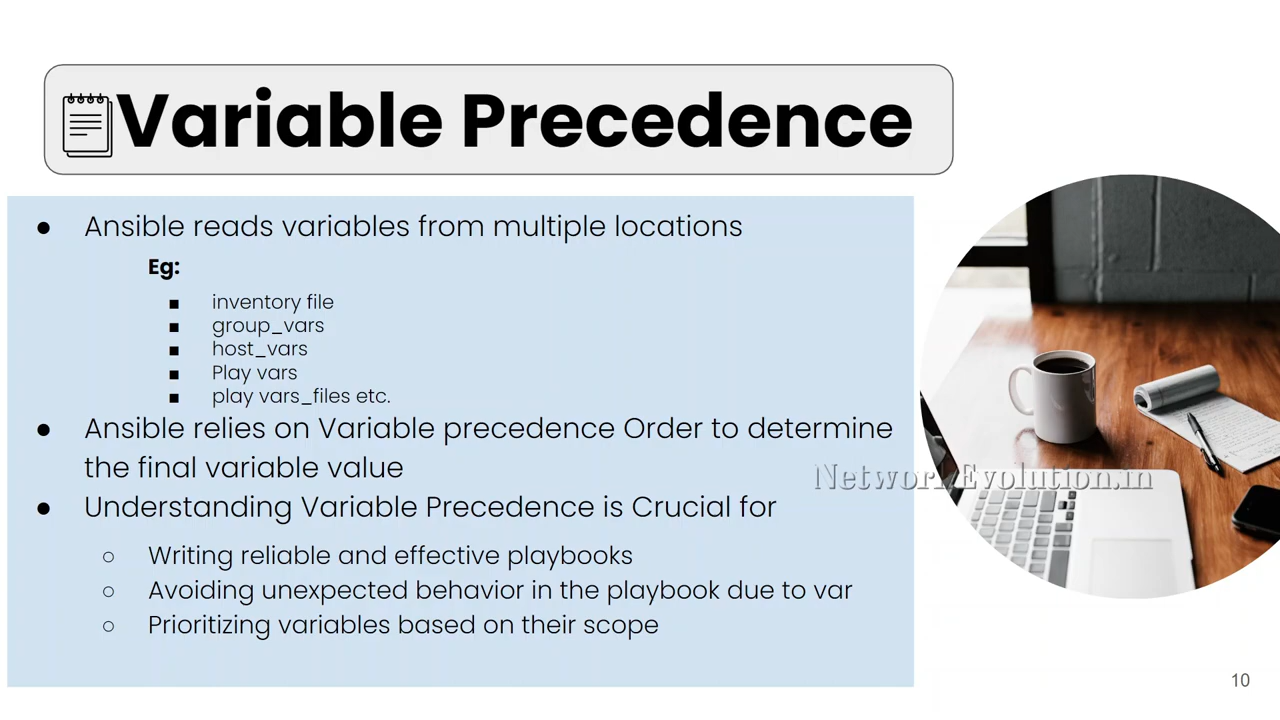 Variable Precedence
● Ansible reads variables from multiple locations
Eg:
■ inventory file
■ group_vars
■ host_vars
■ Play vars
■ play vars_files etc.
● Ansible relies on Variable precedence Order to determine
the final variable value
● Understanding Variable Precedence is Crucial for
○ Writing reliable and effective playbooks
○ Avoiding unexpected behavior in the playbook due to var
○ Prioritizing variables based on their scope
NetworkEvolution.in
10